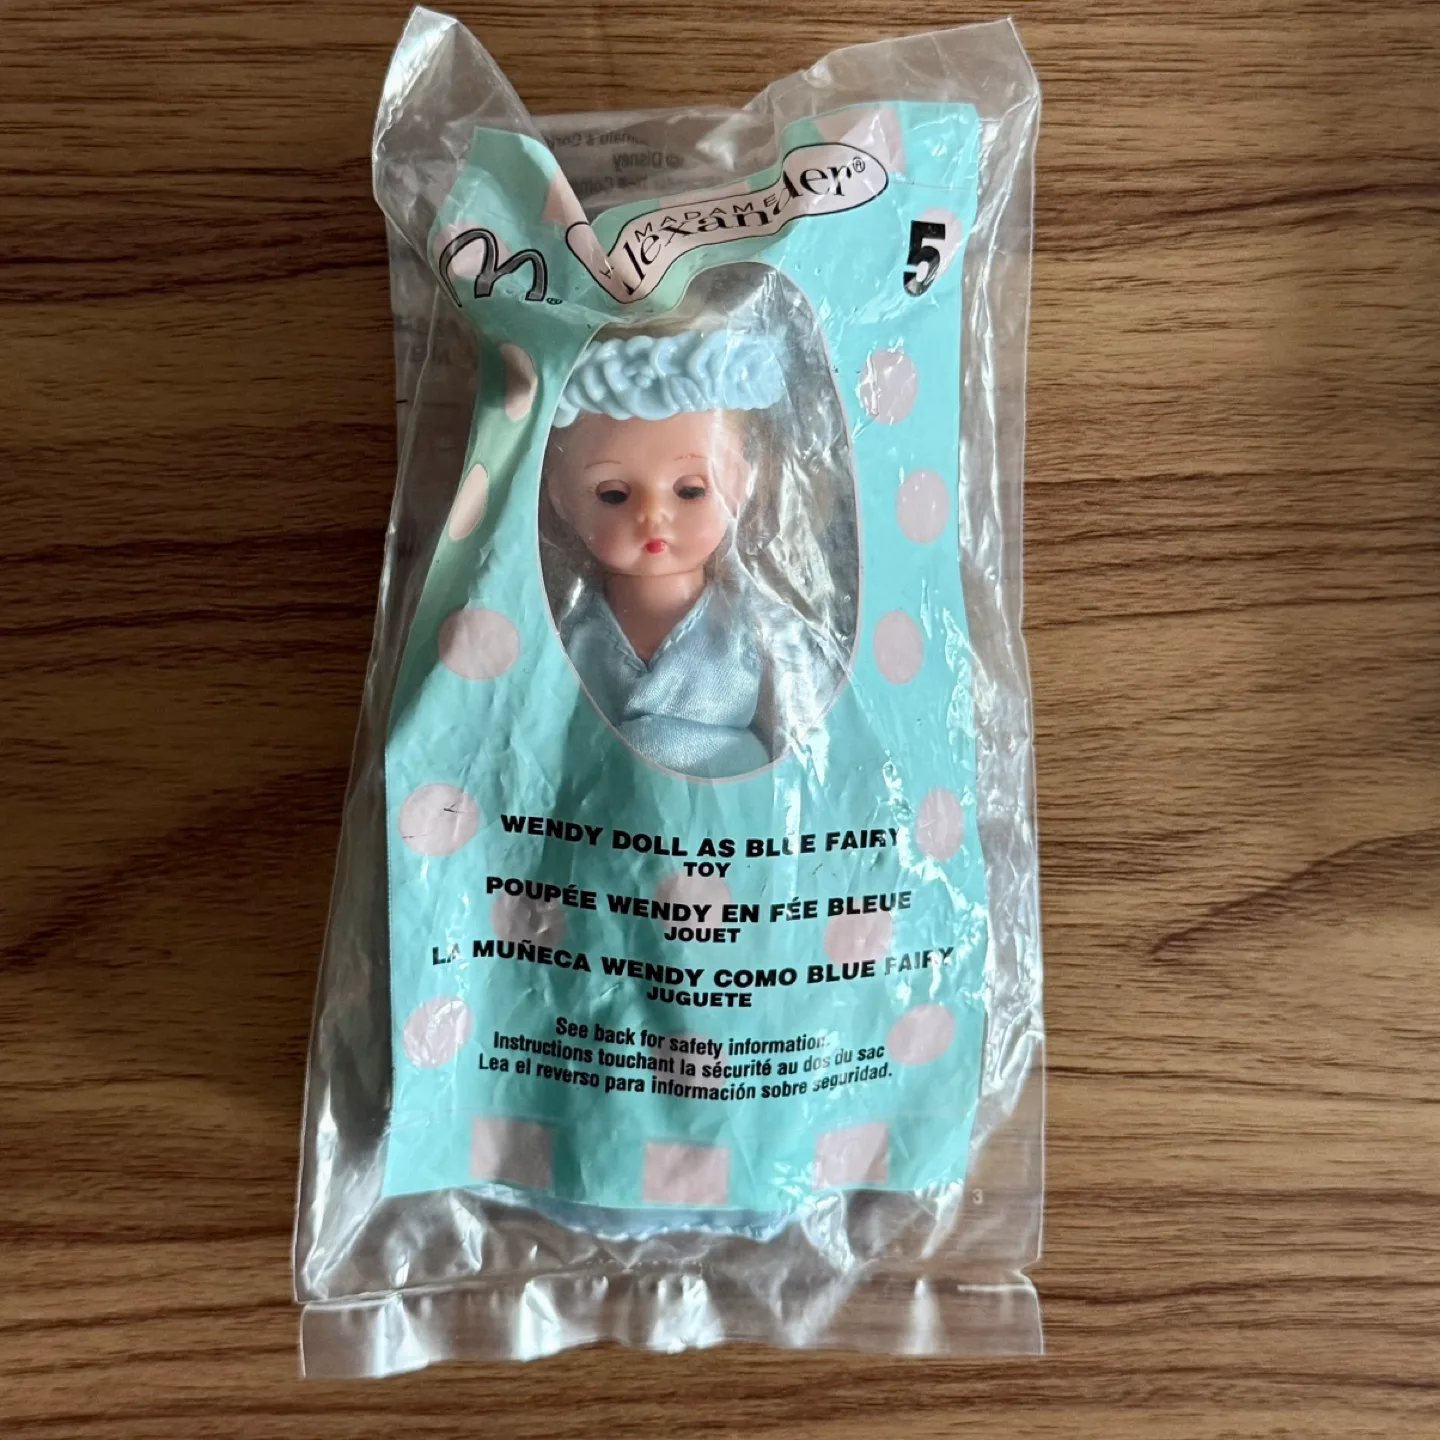 Disney
MADAME
Alexander®
5
WENDY DOLL AS BLUE FAIRY
TOY
POUPÉE WENDY EN FÉE BLEUE
JOUET
LA MUÑECA WENDY COMO BLUE FAIRY
JUGUETE
See back for safety information.
Instructions touchant la sécurité au dos du sac
Lea el reverso para información sobre seguridad.
3